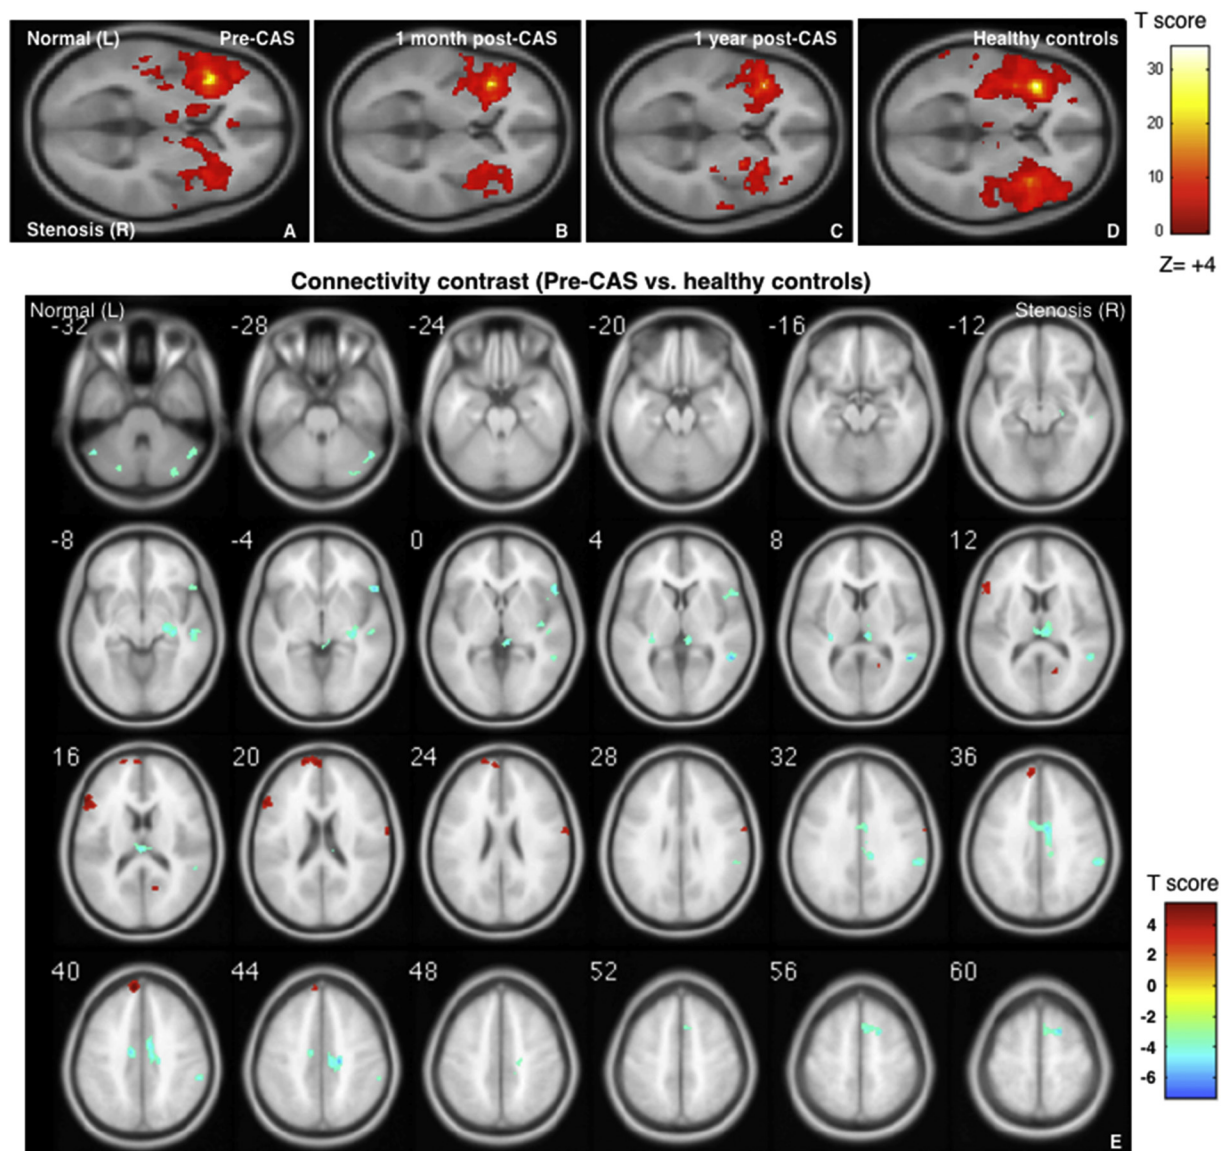 T score
Normal (L) Pre-CAS 1 month post-CAS 1 year post-CAS Healthy controls
30
20
10
0
Stenosis (R) A B C D
Z= +4
Connectivity contrast (Pre-CAS vs. healthy controls)
Normal (L) Stenosis (R)
-32 -28 -24 -20 -16 -12
-8 -4 0 4 8 12
16 20 24 28 32 36
T score
4
2
0
-2
-4
-6
40 44 48 52 56 60
E